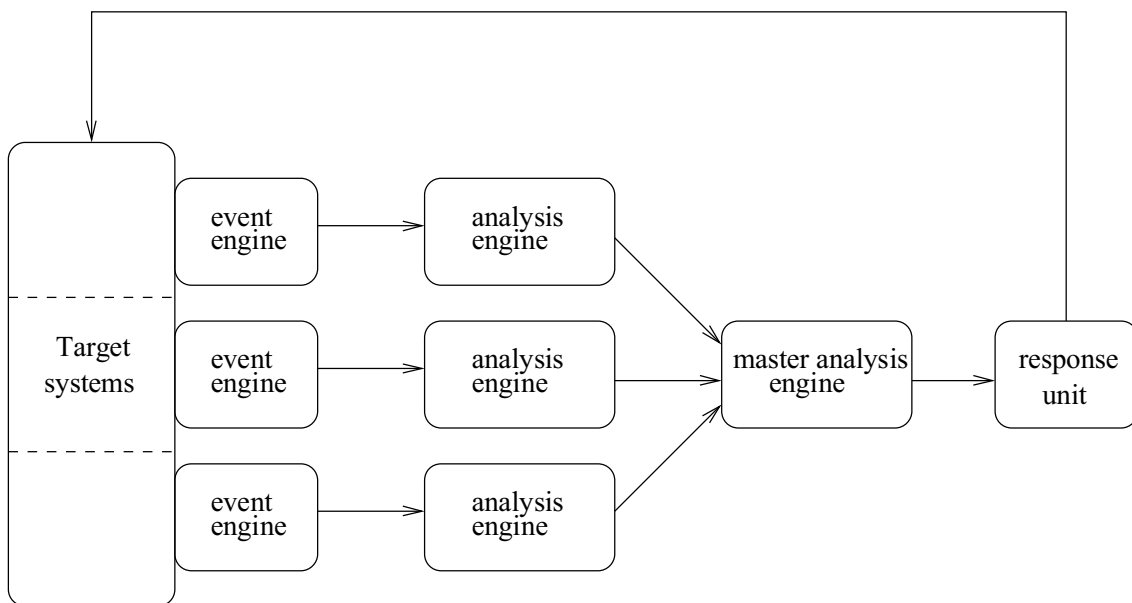 event
engine
analysis
engine
Target
systems
event
engine
analysis
engine
master analysis
engine
response
unit
event
engine
analysis
engine